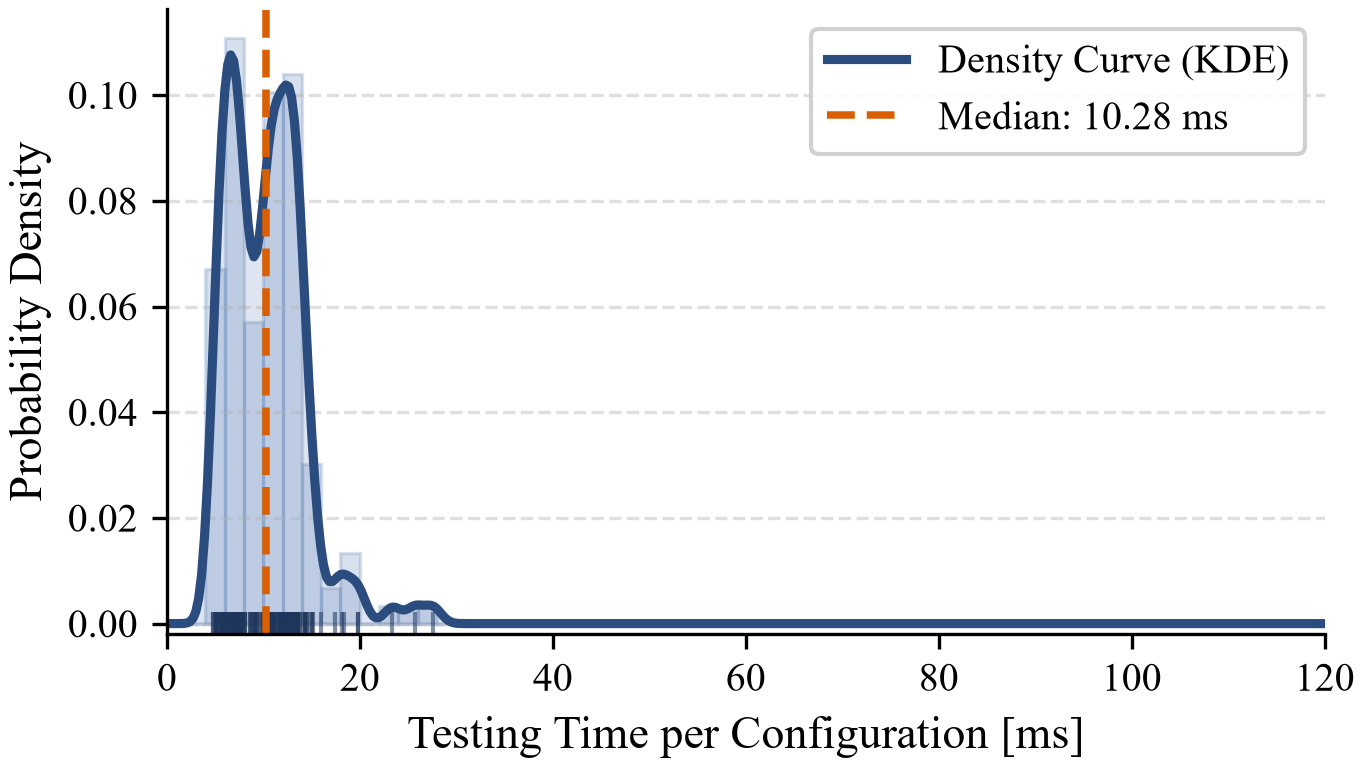 Density Curve (KDE)
Median: 10.28 ms
Probability Density
0.10
0.08
0.06
0.04
0.02
0.00
0 20 40 60 80 100 120
Testing Time per Configuration [ms]